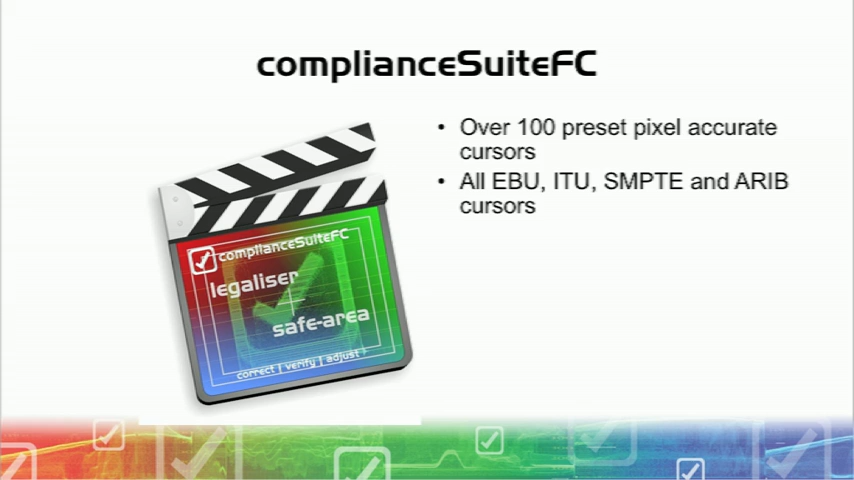 complianceSuiteFC
• Over 100 preset pixel accurate
cursors
• All EBU, ITU, SMPTE and ARIB
cursors
complianceSuiteFC
legaliser
safe-area
correct | verify | adjust